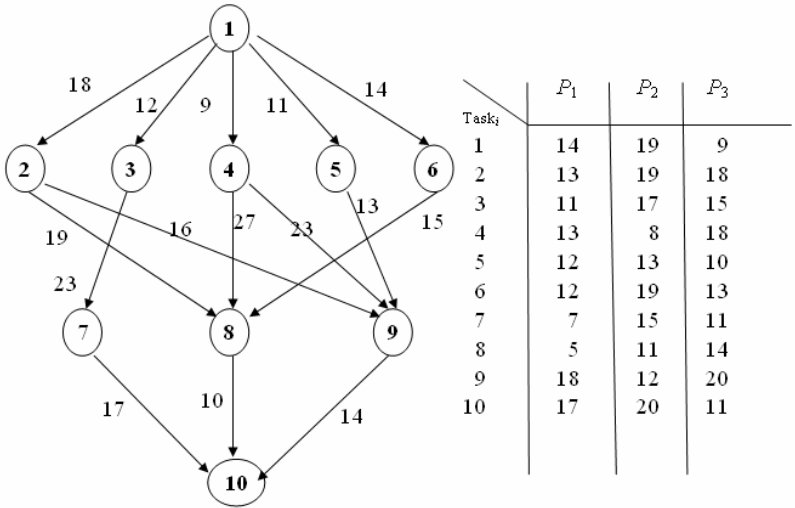 1
18 12 9 11 14
2 3 4 5 6
19 16 27 23 13 15
23
7 8 9
17 10 14
10
P1 P2 P3
Taski
1 14 19 9
2 13 19 18
3 11 17 15
4 13 8 18
5 12 13 10
6 12 19 13
7 7 15 11
8 5 11 14
9 18 12 20
10 17 20 11